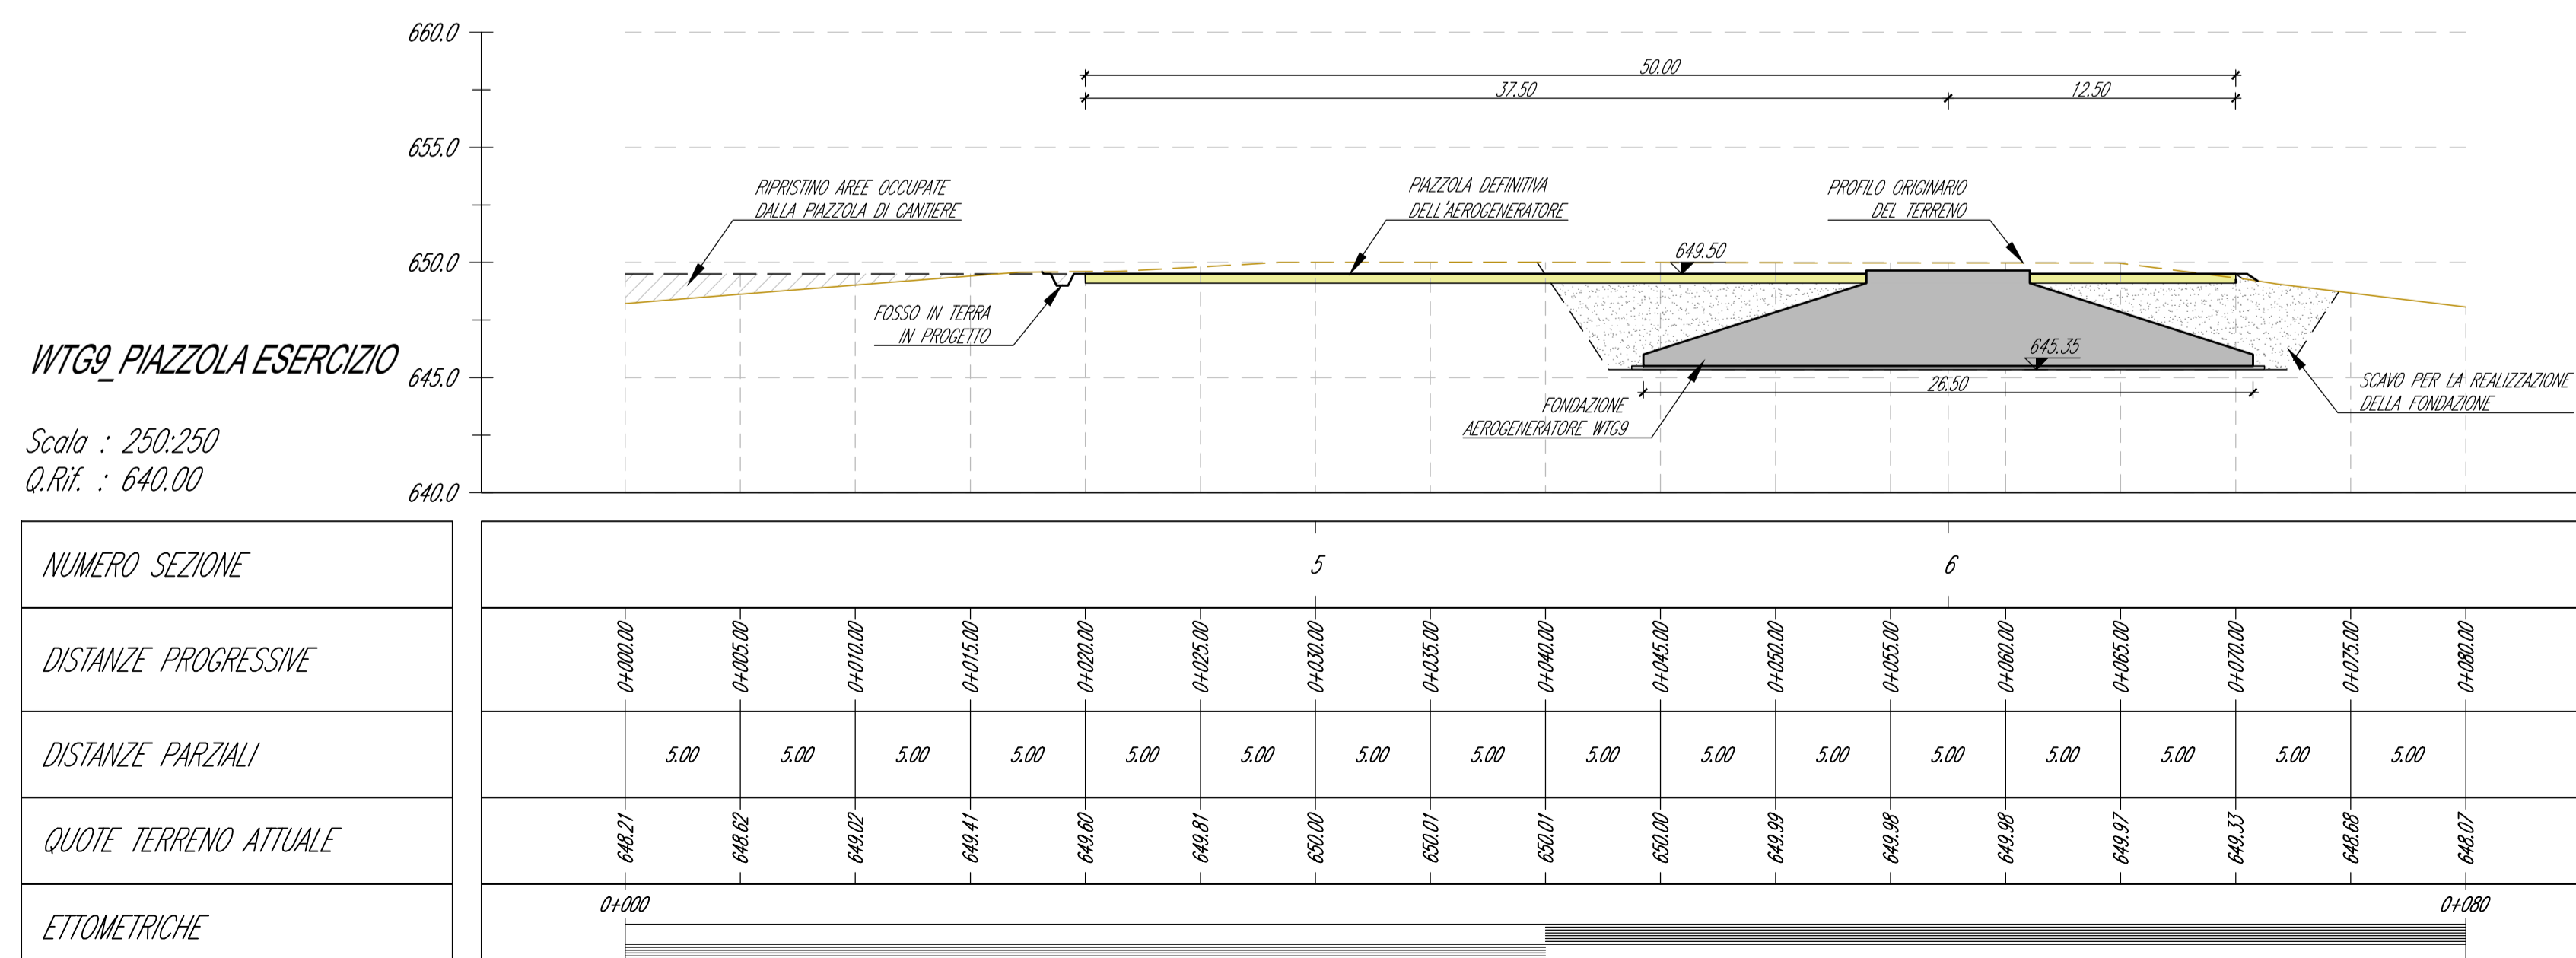 660.0
50.00
37.50
12.50
655.0
RIPRISTINO AREE OCCUPATE
DALLA PIAZZOLA DI CANTIERE
PIAZZOLA DEFINITIVA
DELL'AEROGENERATORE
PROFILO ORIGINARIO
DEL TERRENO
650.0
649.50
FOSSO IN TERRA
IN PROGETTO
WTG9_PIAZZOLA ESERCIZIO
645.35
645.0
26.50
SCAVO PER LA REALIZZAZIONE
DELLA FONDAZIONE
FONDAZIONE
AEROGENERATORE WTG9
Scala : 250:250
Q.Rif. : 640.00
640.0
NUMERO SEZIONE
5 6
DISTANZE PROGRESSIVE
0+000.00 0+005.00 0+010.00 0+015.00 0+020.00 0+025.00 0+030.00 0+035.00 0+040.00 0+045.00 0+050.00 0+055.00 0+060.00 0+065.00 0+070.00 0+075.00 0+080.00
DISTANZE PARZIALI
5.00 5.00 5.00 5.00 5.00 5.00 5.00 5.00 5.00 5.00 5.00 5.00 5.00 5.00 5.00 5.00
QUOTE TERRENO ATTUALE
648.21 648.62 649.02 649.41 649.60 649.81 650.00 650.01 650.01 650.00 649.99 649.98 649.98 649.97 649.33 648.68 648.07
ETTOMETRICHE
0+000 0+080